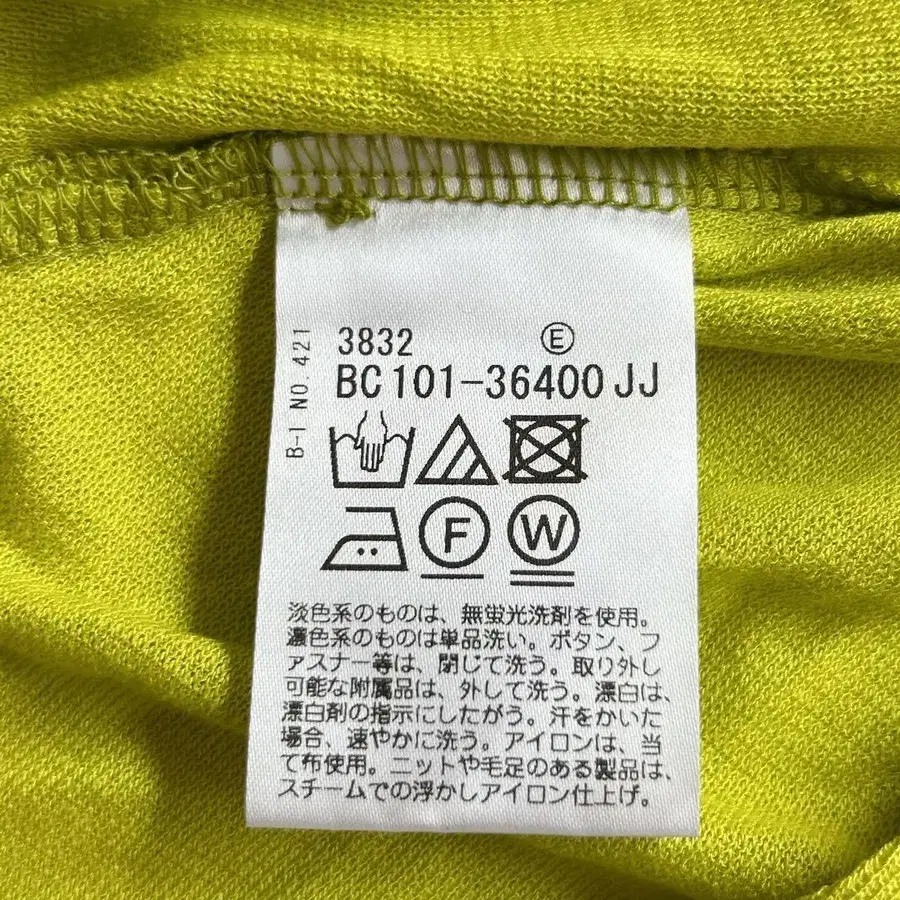 B-1 NO.421
3832 Ⓔ
BC101-36400JJ
F W
淡色系のものは、無蛍光洗剤を使用。
濃色系のものは単品洗い。ボタン、フ
ァスナー等は、閉じて洗う。取り外し
可能な附属品は、外して洗う。漂白は、
漂白剤の指示にしたがう。汗をかいた
場合、速やかに洗う。アイロンは、当
て布使用。ニットや毛足のある製品は、
スチームでの浮かしアイロン仕上げ。